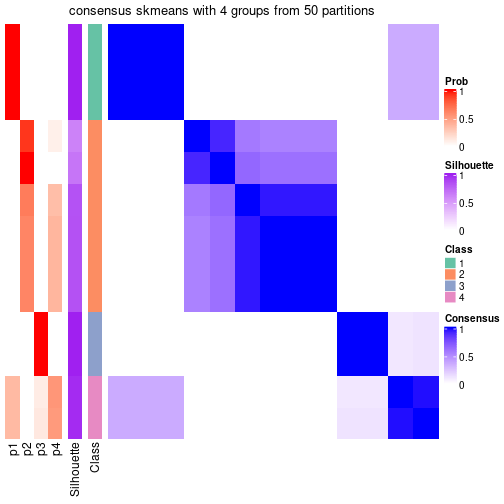 consensus skmeans with 4 groups from 50 partitions
Prob
1
0.5
0
Silhouette
1
0.5
0
Class
1
2
3
4
Consensus
1
0.5
0
p1
p2
p3
p4
Silhouette
Class